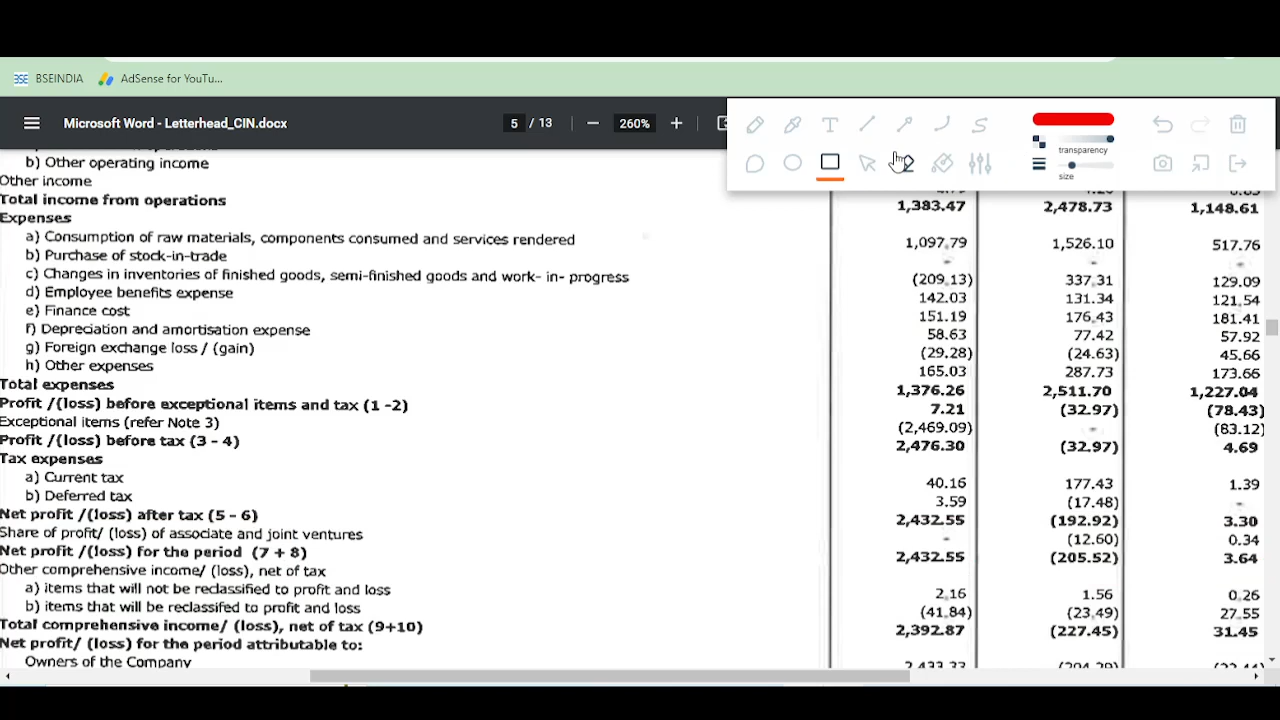 BSEINDIA AdSense for YouTu...
Microsoft Word - Letterhead_CIN.docx 5 / 13 260%
transparency
size
b) Other operating income
Other income
Total income from operations 1,383.47 2,478.73 1,148.61
Expenses
a) Consumption of raw materials, components consumed and services rendered 1,097.79 1,526.10 517.76
b) Purchase of stock-in-trade - - -
c) Changes in inventories of finished goods, semi-finished goods and work- in- progress (209.13) 337.31 129.09
d) Employee benefits expense 142.03 131.34 121.54
e) Finance cost 151.19 176.43 181.41
f) Depreciation and amortisation expense 58.63 77.42 57.92
g) Foreign exchange loss / (gain) (29.28) (24.63) 45.66
h) Other expenses 165.03 287.73 173.66
Total expenses 1,376.26 2,511.70 1,227.04
Profit /(loss) before exceptional items and tax (1 -2) 7.21 (32.97) (78.43)
Exceptional items (refer Note 3) (2,469.09) - (83.12)
Profit /(loss) before tax (3 - 4) 2,476.30 (32.97) 4.69
Tax expenses
a) Current tax 40.16 177.43 1.39
b) Deferred tax 3.59 (17.48) -
Net profit /(loss) after tax (5 - 6) 2,432.55 (192.92) 3.30
Share of profit/ (loss) of associate and joint ventures - (12.60) 0.34
Net profit /(loss) for the period (7 + 8) 2,432.55 (205.52) 3.64
Other comprehensive income/ (loss), net of tax
a) items that will not be reclassified to profit and loss 2.16 1.56 0.26
b) items that will be reclassifed to profit and loss (41.84) (23.49) 27.55
Total comprehensive income/ (loss), net of tax (9+10) 2,392.87 (227.45) 31.45
Net profit/ (loss) for the period attributable to:
Owners of the Company